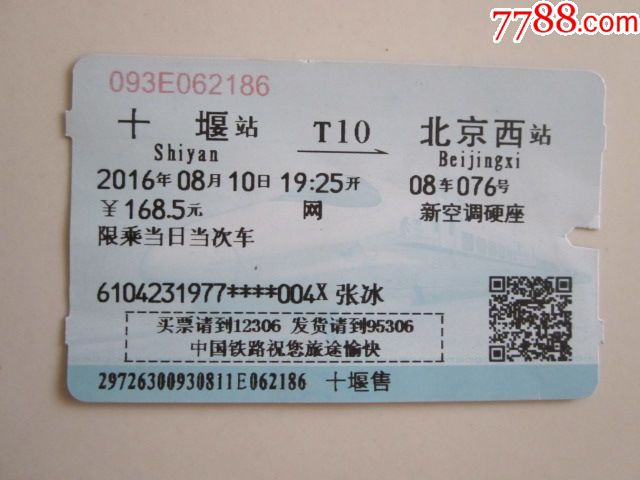 7788.com
093E062186
十堰站 T10 北京西站
Shiyan Beijingxi
2016年08月10日 19:25开 08车076号
￥168.5元 网 新空调硬座
限乘当日当次车
6104231977****004X 张冰
买票请到12306 发货请到95306
中国铁路祝您旅途愉快
29726300930811E062186 十堰售